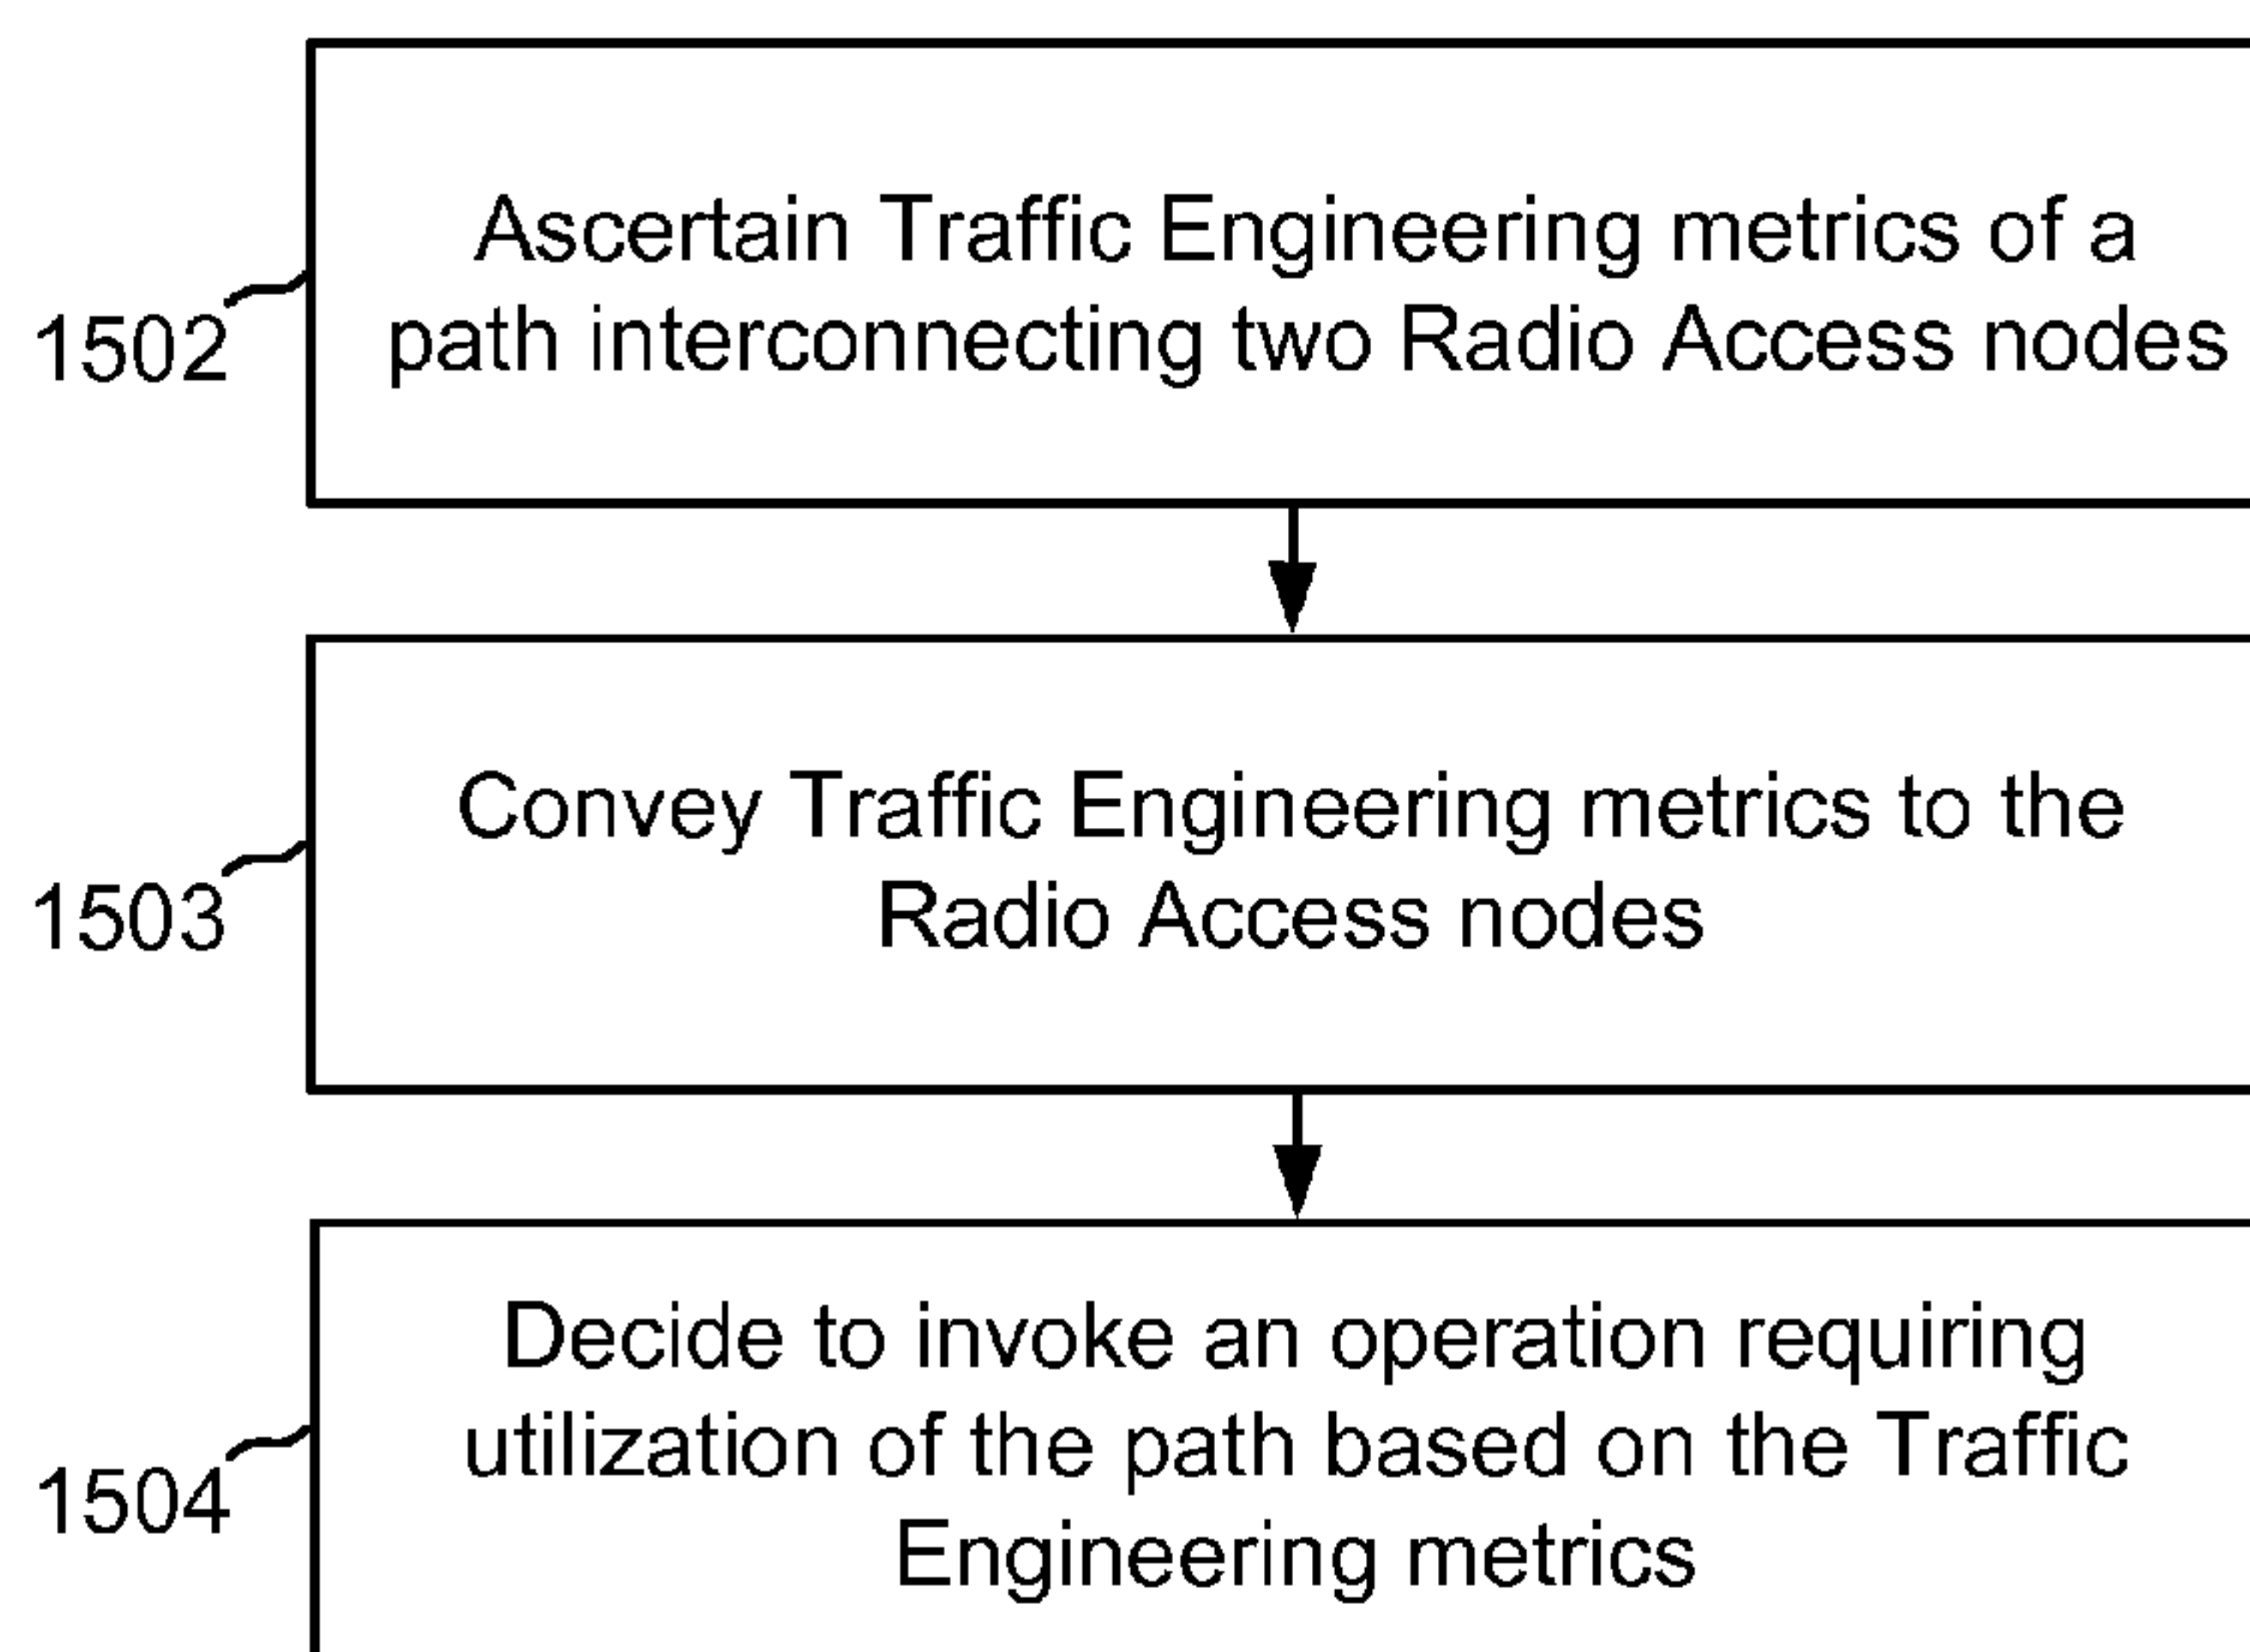 Ascertain Traffic Engineering metrics of a
path interconnecting two Radio Access nodes
1502
Convey Traffic Engineering metrics to the
Radio Access nodes
1503
Decide to invoke an operation requiring
utilization of the path based on the Traffic
Engineering metrics
1504